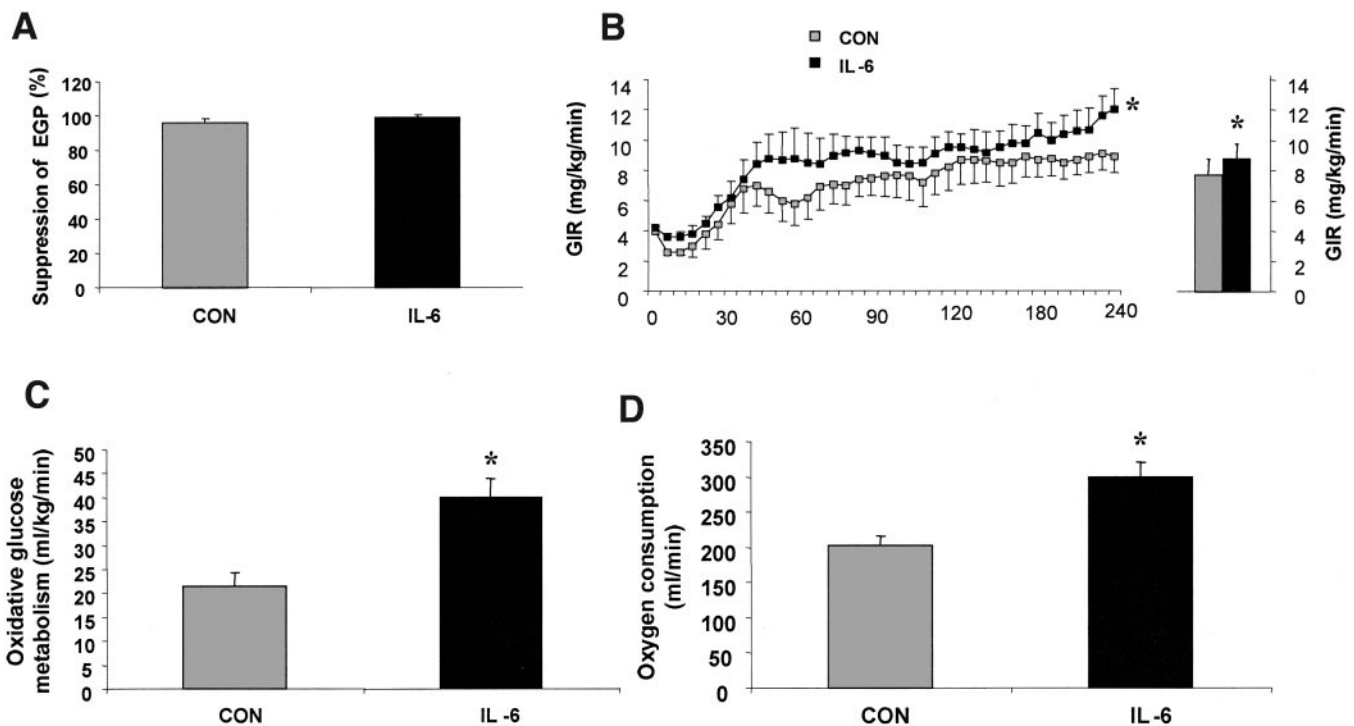 A
Suppression of EGP (%)
120
100
80
60
40
20
0
CON
IL-6
B
CON
IL-6
GIR (mg/kg/min)
14
12
10
8
6
4
2
0
0 30 60 90 120 180 240
*
*
14
12
10
8
6
4
2
0
GIR (mg/kg/min)
C
Oxidative glucose
metabolism (ml/kg/min)
50
45
40
35
30
25
20
15
10
5
0
*
CON
IL-6
D
Oxygen consumption
(ml/min)
350
300
250
200
150
100
50
0
*
CON
IL-6